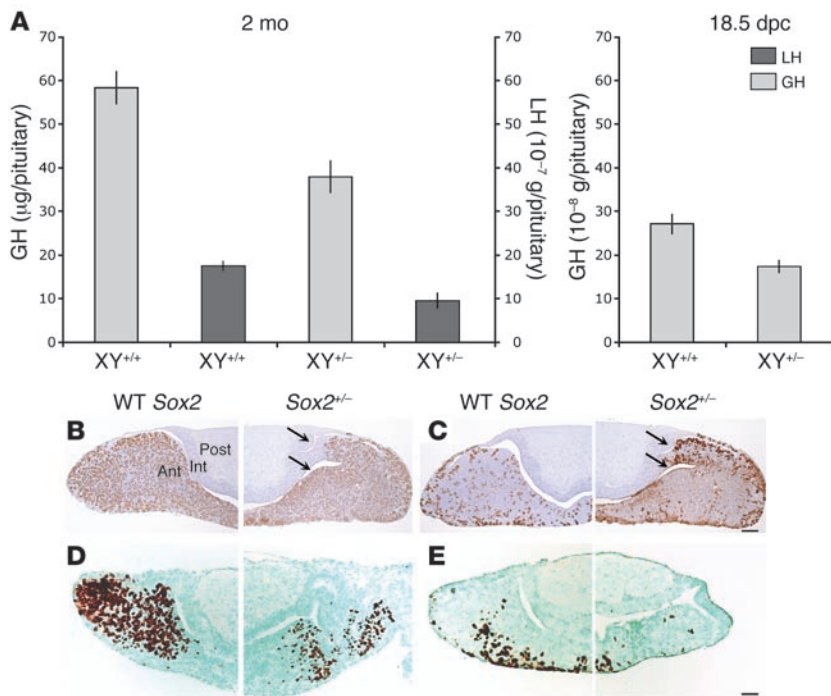 A
2 mo
18.5 dpc
70
60
50
40
30
20
10
0
GH (μg/pituitary)
XY+/+
XY+/+
XY+/−
XY+/−
70
60
50
40
30
20
10
0
LH (10−7 g/pituitary)
70
60
50
40
30
20
10
0
GH (10−8 g/pituitary)
LH
GH
XY+/+
XY+/−
WT Sox2
Sox2+/−
WT Sox2
Sox2+/−
B
Post
Int
Ant
C
D
E